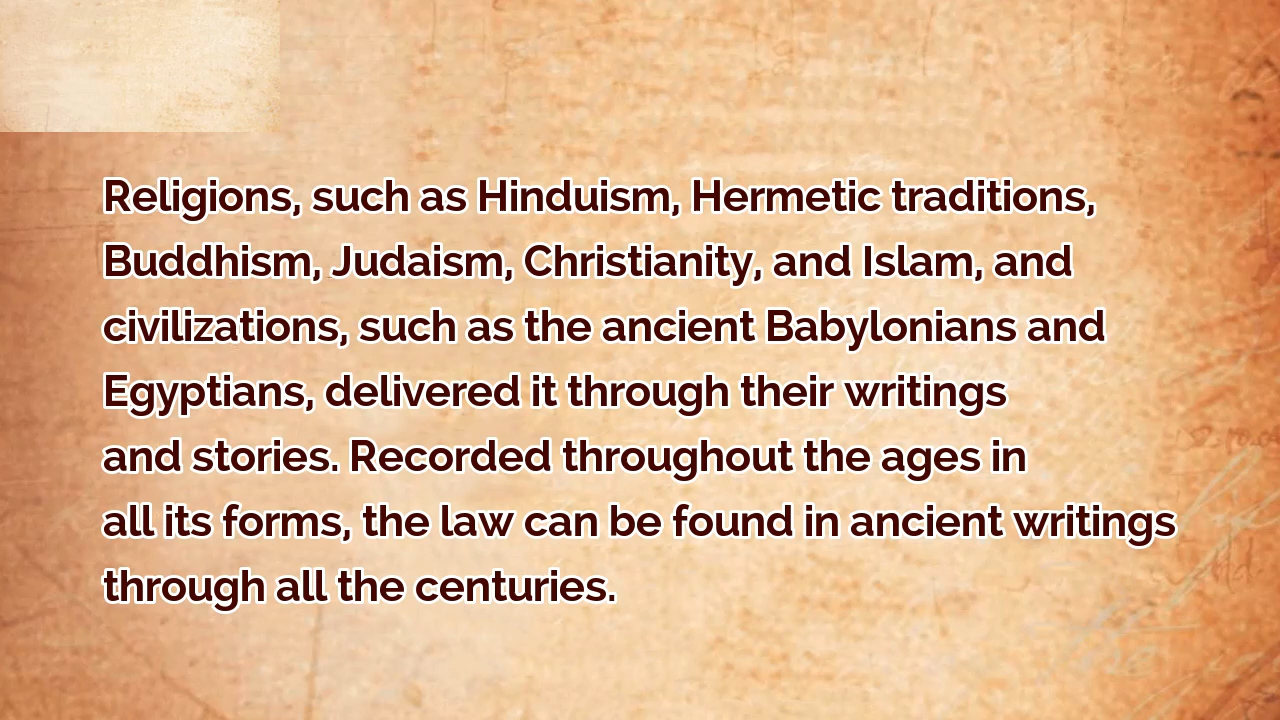 Religions, such as Hinduism, Hermetic traditions,
Buddhism, Judaism, Christianity, and Islam, and
civilizations, such as the ancient Babylonians and
Egyptians, delivered it through their writings
and stories. Recorded throughout the ages in
all its forms, the law can be found in ancient writings
through all the centuries.